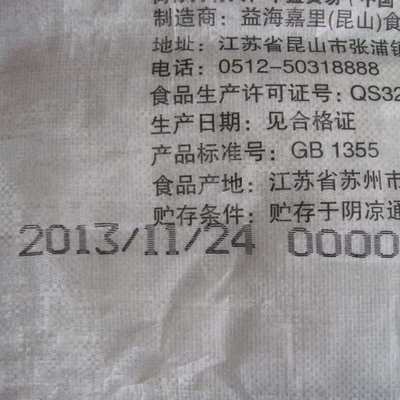 制造商：益海嘉里(昆山)食
地址：江苏省昆山市张浦镇
电话：0512-50318888
食品生产许可证号：QS32
生产日期：见合格证
产品标准号：GB 1355
食品产地：江苏省苏州市
贮存条件：贮存于阴凉通
2013/11/24 0000